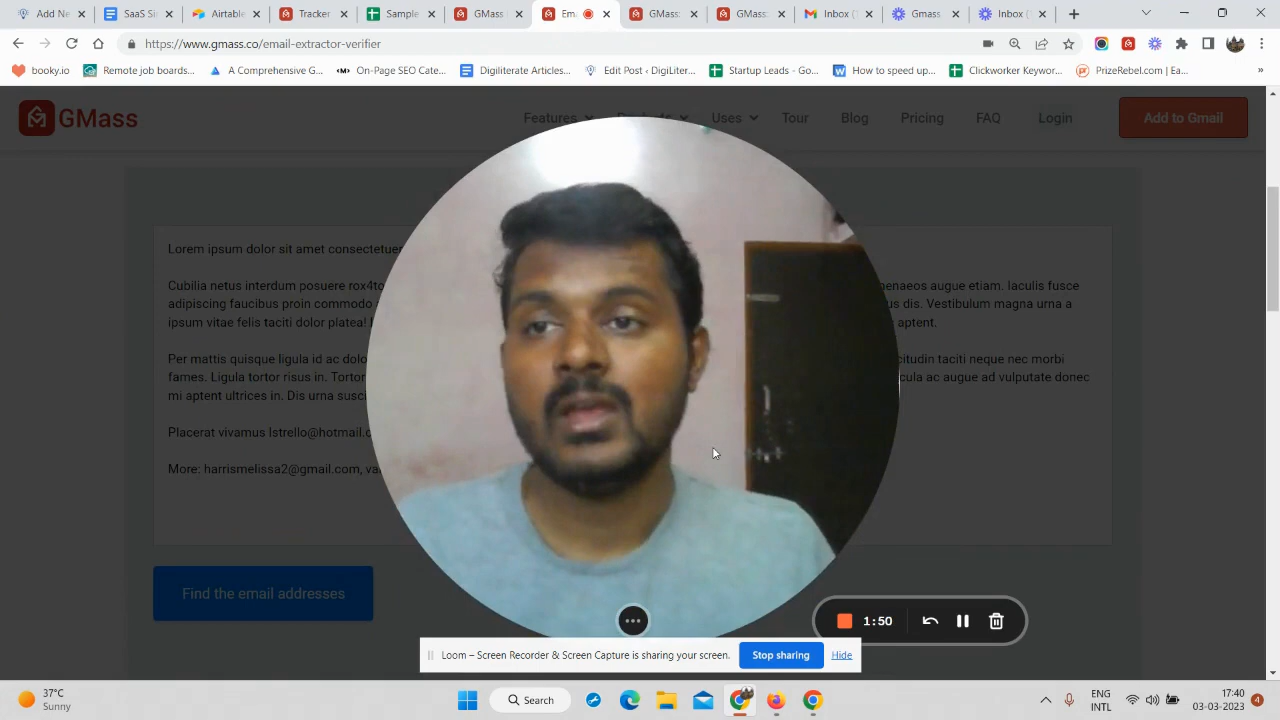 Add Ne
SaaS Si
Airtable
Tracker
Sample
GMass
Em
GMass:
GMass:
Inbox (
Gmass
Inbox (
https://www.gmass.co/email-extractor-verifier
booky.io
Remote job boards...
A Comprehensive G...
On-Page SEO Cate...
Digiliterate Articles...
Edit Post ‹ DigiLiter...
Startup Leads - Go...
How to speed up...
Clickworker Keywor...
PrizeRebel.com | Ea...
»
GMass
Features
Uses
Tour
Blog
Pricing
FAQ
Login
Add to Gmail
Lorem ipsum dolor sit amet consectetuer
Cubilia netus interdum posuere rox4to
penaeos augue etiam. Iaculis fusce
adipiscing faucibus proin commodo
us dis. Vestibulum magna urna a
ipsum vitae felis taciti dolor platea!
aptent.
Per mattis quisque ligula id ac dolo
citudin taciti neque nec morbi
fames. Ligula tortor risus in. Tortor
cula ac augue ad vulputate donec
mi aptent ultrices in. Dis urna susci
Placerat vivamus lstrello@hotmail.c
More: harrismelissa2@gmail.com, va
Find the email addresses
1:50
Loom – Screen Recorder & Screen Capture is sharing your screen.
Stop sharing
Hide
37°C
Sunny
Search
ENG
INTL
17:40
03-03-2023
4